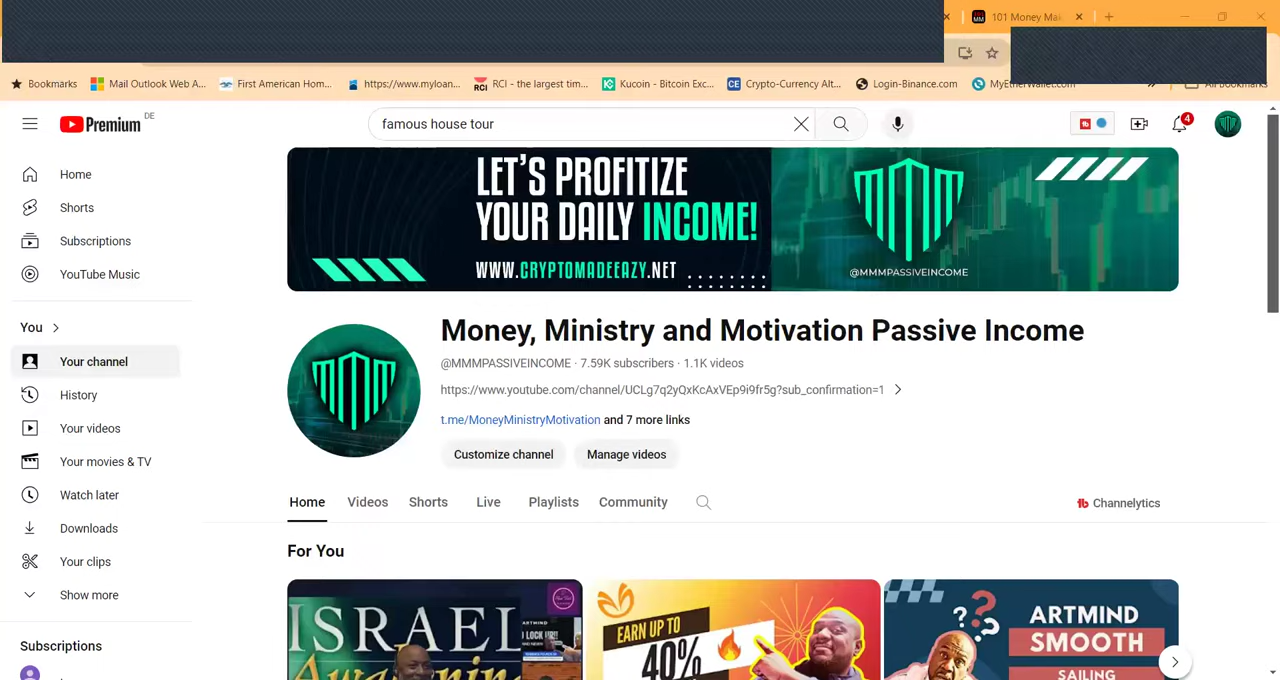 101 Money Mak
Bookmarks
Mail Outlook Web A...
First American Hom...
https://www.myloan...
RCI - the largest tim...
Kucoin - Bitcoin Exc...
Crypto-Currency Alt...
Login-Binance.com
MyEtherWallet.com
All Bookmarks
Premium DE
famous house tour
4
Home
Shorts
Subscriptions
YouTube Music
You
Your channel
History
Your videos
Your movies & TV
Watch later
Downloads
Your clips
Show more
Subscriptions
LET'S PROFITIZE
YOUR DAILY INCOME!
WWW.CRYPTOMADEEAZY.NET
@MMMPASSIVEINCOME
Money, Ministry and Motivation Passive Income
@MMMPASSIVEINCOME · 7.59K subscribers · 1.1K videos
https://www.youtube.com/channel/UCLg7q2yQxKcAxVEp9i9fr5g?sub_confirmation=1
t.me/MoneyMinistryMotivation and 7 more links
Customize channel
Manage videos
Home
Videos
Shorts
Live
Playlists
Community
Channelytics
For You
ISRAEL
Awakening
ARTMIND
LOCK UP!!
EARN UP TO
40%
ARTMIND
SMOOTH
SAILING